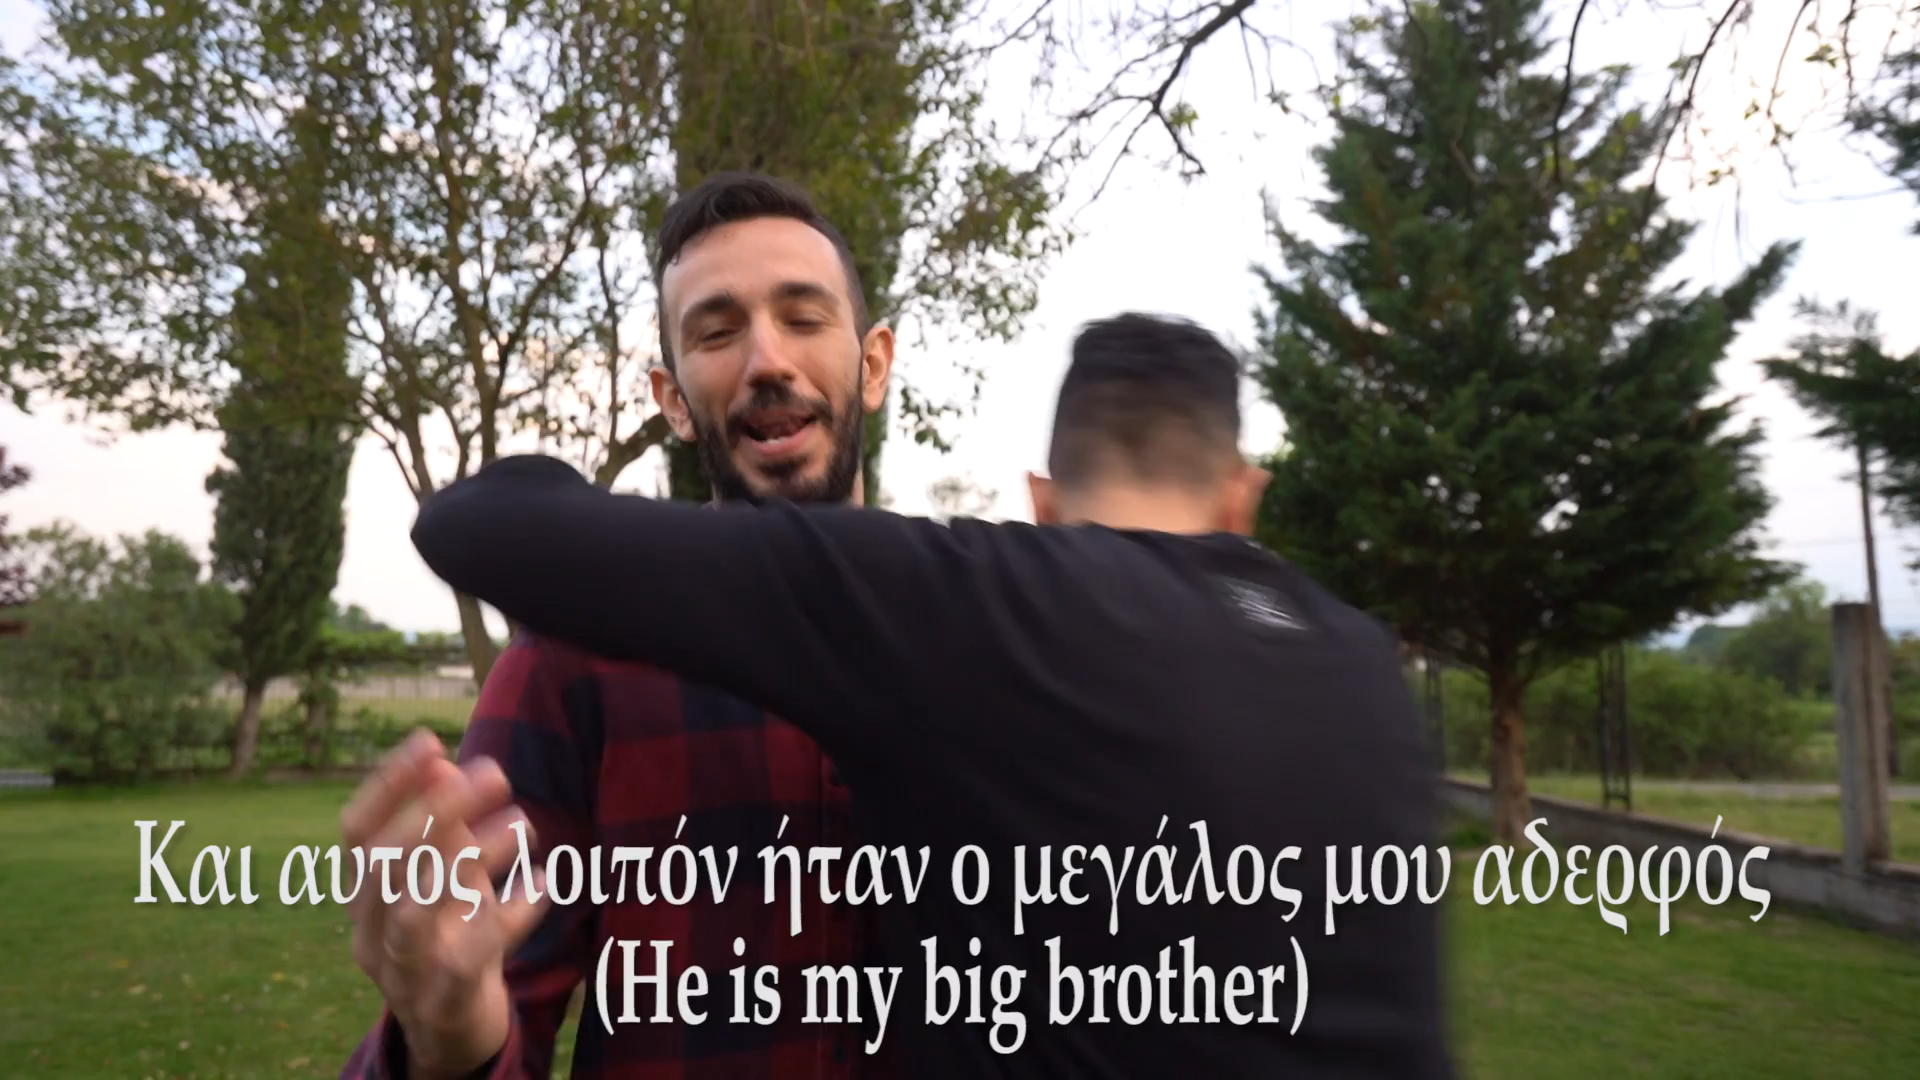 Και αυτός λοιπόν ήταν ο μεγάλος μου αδερφός
(He is my big brother)